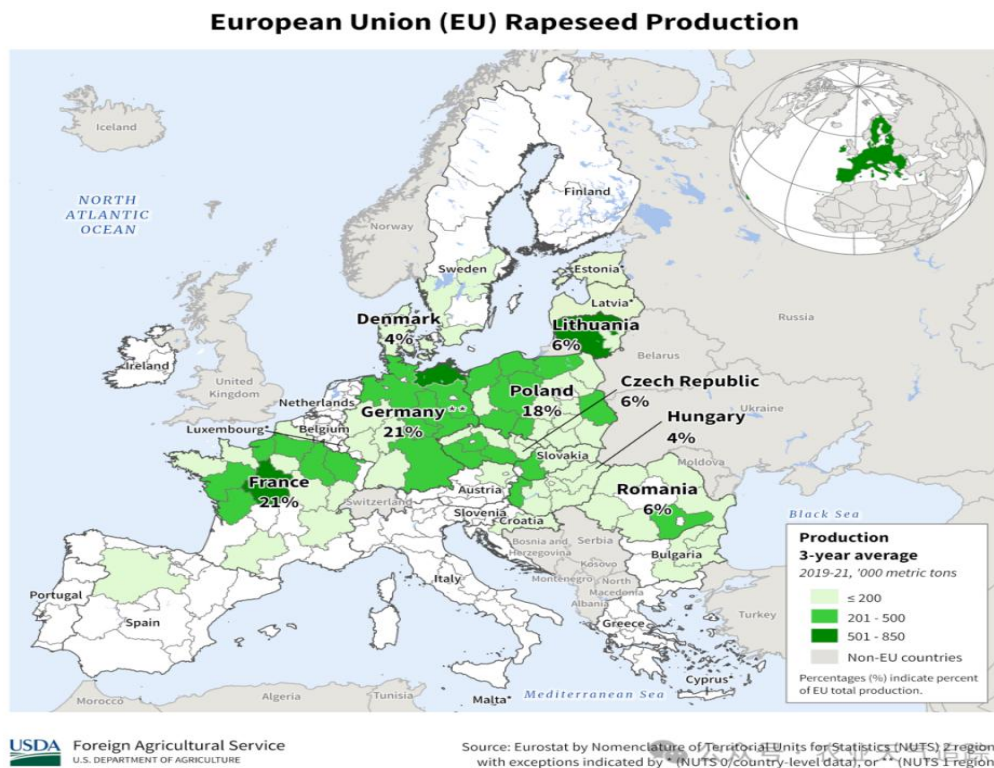 European Union (EU) Rapeseed Production
Iceland
NORTH
ATLANTIC
OCEAN
Norway
Finland
Sweden
Estonia*
Latvia*
Russia
Denmark
4%
Lithuania
6%
Belarus
Ireland
United
Kingdom
Netherlands
Belgium
Luxembourg*
Germany**
21%
Poland
18%
Czech Republic
6%
Ukraine
Hungary
4%
Slovakia
Moldova
France
21%
Switzerland
Austria
Slovenia
Croatia
Romania
6%
Black Sea
Bosnia and
Herzegovina
Serbia
Kosovo
Montenegro
North
Macedonia
Albania
Bulgaria
Italy
Portugal
Spain
Greece
Turkey
Cyprus*
Malta*
Mediterranean Sea
Morocco
Algeria
Tunisia
Production
3-year average
2019-21, '000 metric tons
≤ 200
201 - 500
501 - 850
Non-EU countries
Percentages (%) indicate percent
of EU total production.
USDA
Foreign Agricultural Service
U.S. DEPARTMENT OF AGRICULTURE
Source: Eurostat by Nomenclature of Territorial Units for Statistics (NUTS) 2 region
with exceptions indicated by * (NUTS 0/country-level data), or ** (NUTS 1 region
公众号